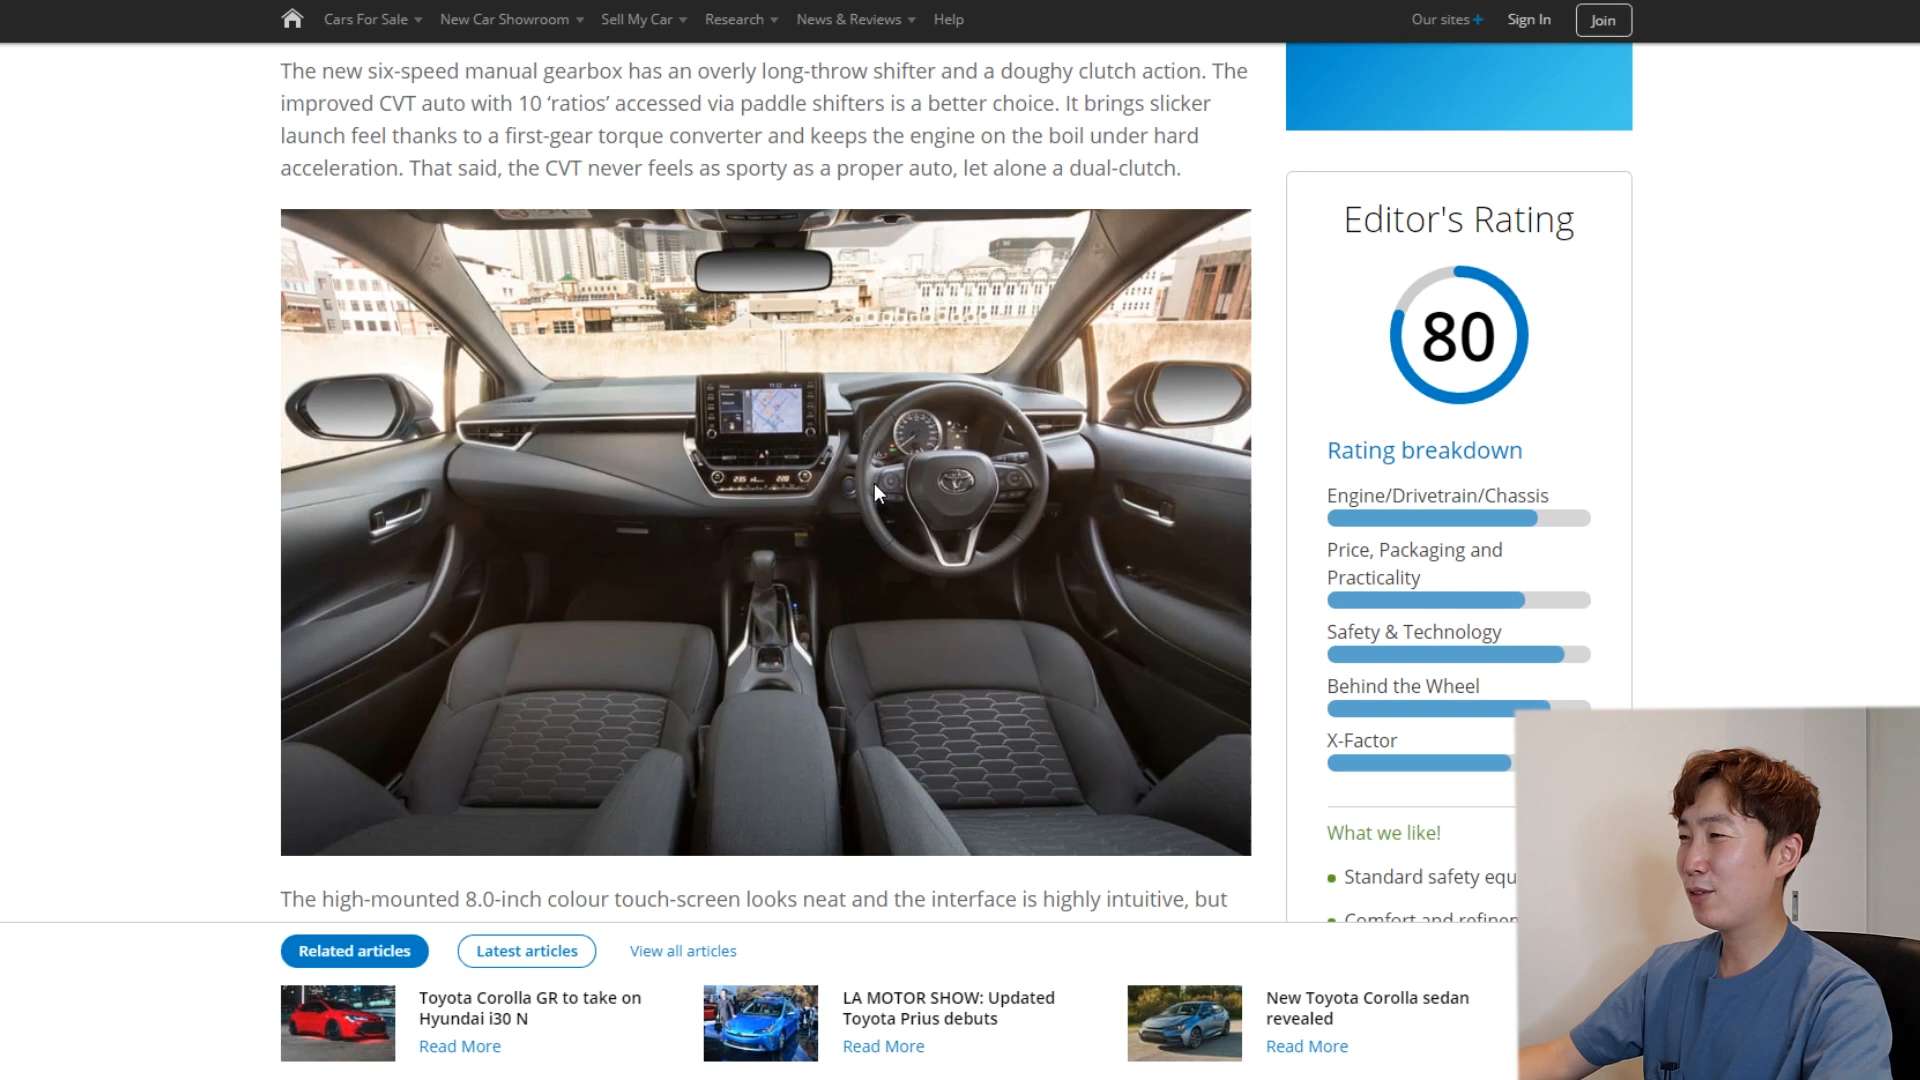 Cars For Sale
New Car Showroom
Sell My Car
Research
News & Reviews
Help
Our sites+
Sign In
Join
The new six-speed manual gearbox has an overly long-throw shifter and a doughy clutch action. The
improved CVT auto with 10 ‘ratios’ accessed via paddle shifters is a better choice. It brings slicker
launch feel thanks to a first-gear torque converter and keeps the engine on the boil under hard
acceleration. That said, the CVT never feels as sporty as a proper auto, let alone a dual-clutch.
The high-mounted 8.0-inch colour touch-screen looks neat and the interface is highly intuitive, but
Editor's Rating
80
Rating breakdown
Engine/Drivetrain/Chassis
Price, Packaging and
Practicality
Safety & Technology
Behind the Wheel
X-Factor
What we like!
Standard safety equ
Comfort and refinen
Related articles
Latest articles
View all articles
Toyota Corolla GR to take on
Hyundai i30 N
Read More
LA MOTOR SHOW: Updated
Toyota Prius debuts
Read More
New Toyota Corolla sedan
revealed
Read More